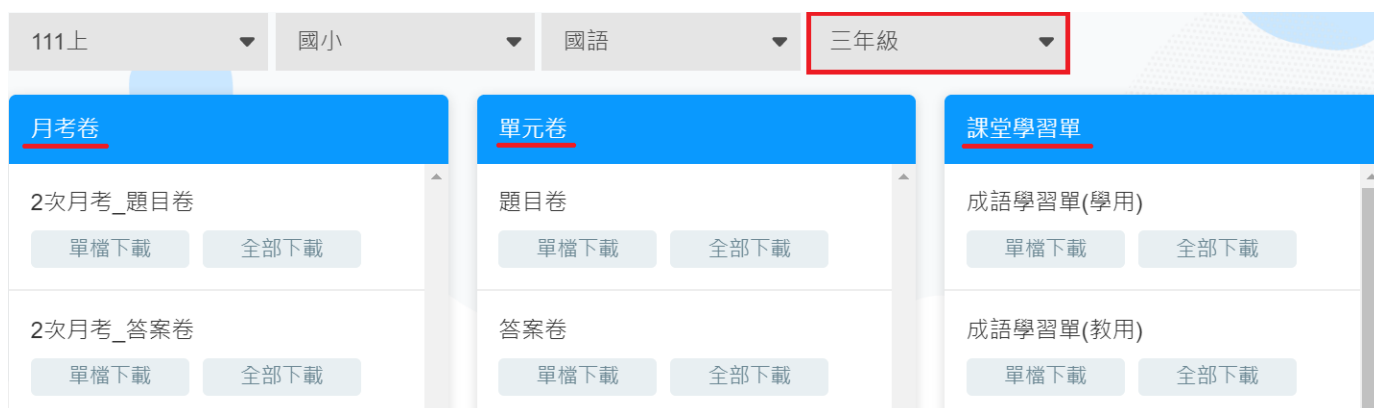 111上 國小 國語 三年級
月考卷 單元卷 課堂學習單
2次月考_題目卷 題目卷 成語學習單(學用)
單檔下載 全部下載 單檔下載 全部下載 單檔下載 全部下載
2次月考_答案卷 答案卷 成語學習單(教用)
單檔下載 全部下載 單檔下載 全部下載 單檔下載 全部下載